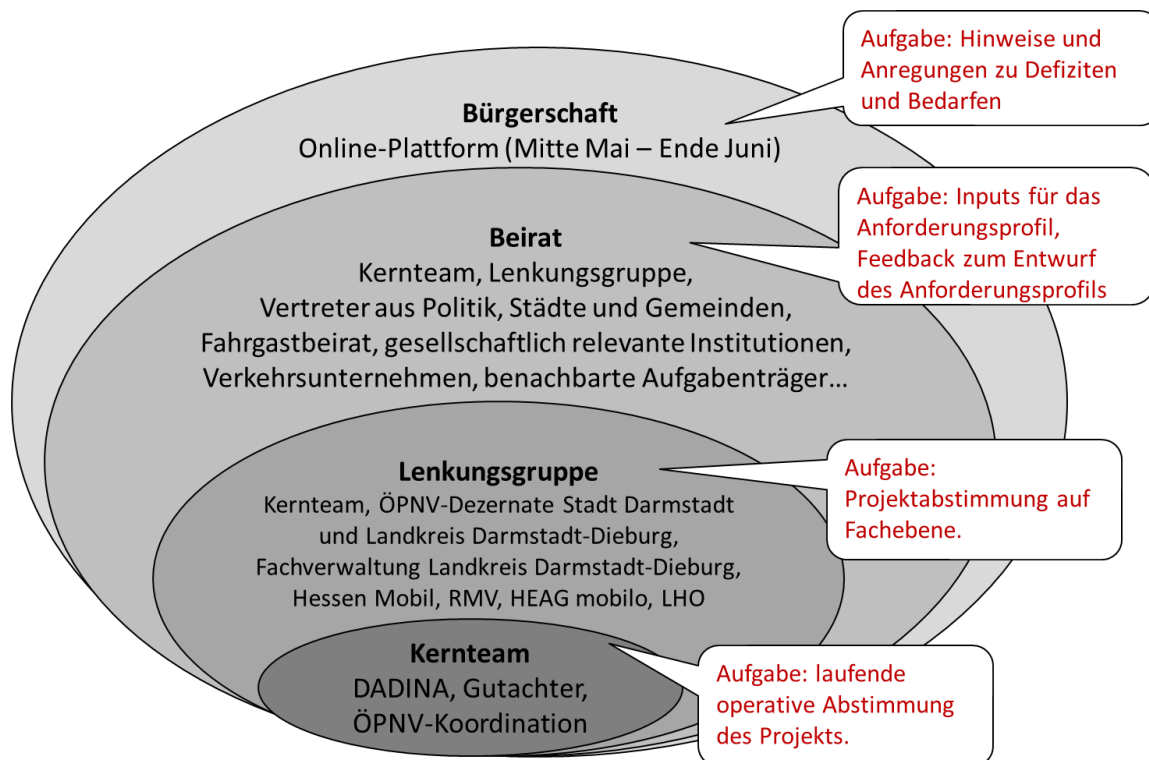 Aufgabe: Hinweise und
Anregungen zu Defiziten
und Bedarfen
Bürgerschaft
Online-Plattform (Mitte Mai – Ende Juni)
Aufgabe: Inputs für das
Anforderungsprofil,
Feedback zum Entwurf
des Anforderungsprofils
Beirat
Kernteam, Lenkungsgruppe,
Vertreter aus Politik, Städte und Gemeinden,
Fahrgastbeirat, gesellschaftlich relevante Institutionen,
Verkehrsunternehmen, benachbarte Aufgabenträger…
Aufgabe:
Projektabstimmung auf
Fachebene.
Lenkungsgruppe
Kernteam, ÖPNV-Dezernate Stadt Darmstadt
und Landkreis Darmstadt-Dieburg,
Fachverwaltung Landkreis Darmstadt-Dieburg,
Hessen Mobil, RMV, HEAG mobilo, LHO
Kernteam
DADINA, Gutachter,
ÖPNV-Koordination
Aufgabe: laufende
operative Abstimmung
des Projekts.